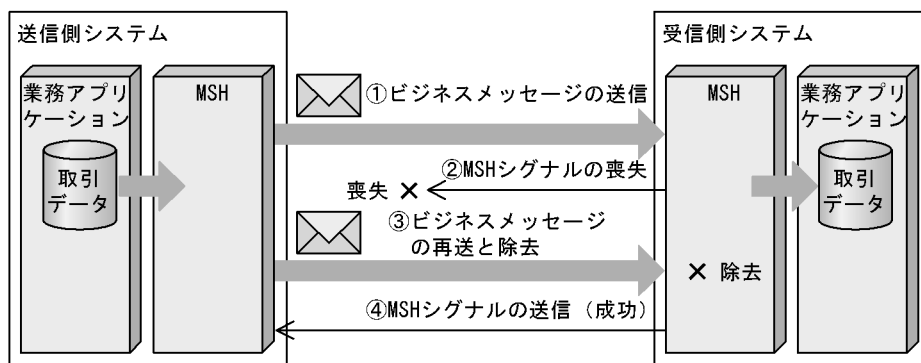 送信側システム
業務アプリ
ケーション
取引
データ
MSH
①ビジネスメッセージの送信
②MSHシグナルの喪失
喪失 ×
③ビジネスメッセージ
の再送と除去
④MSHシグナルの送信（成功）
受信側システム
MSH
× 除去
業務アプリ
ケーション
取引
データ